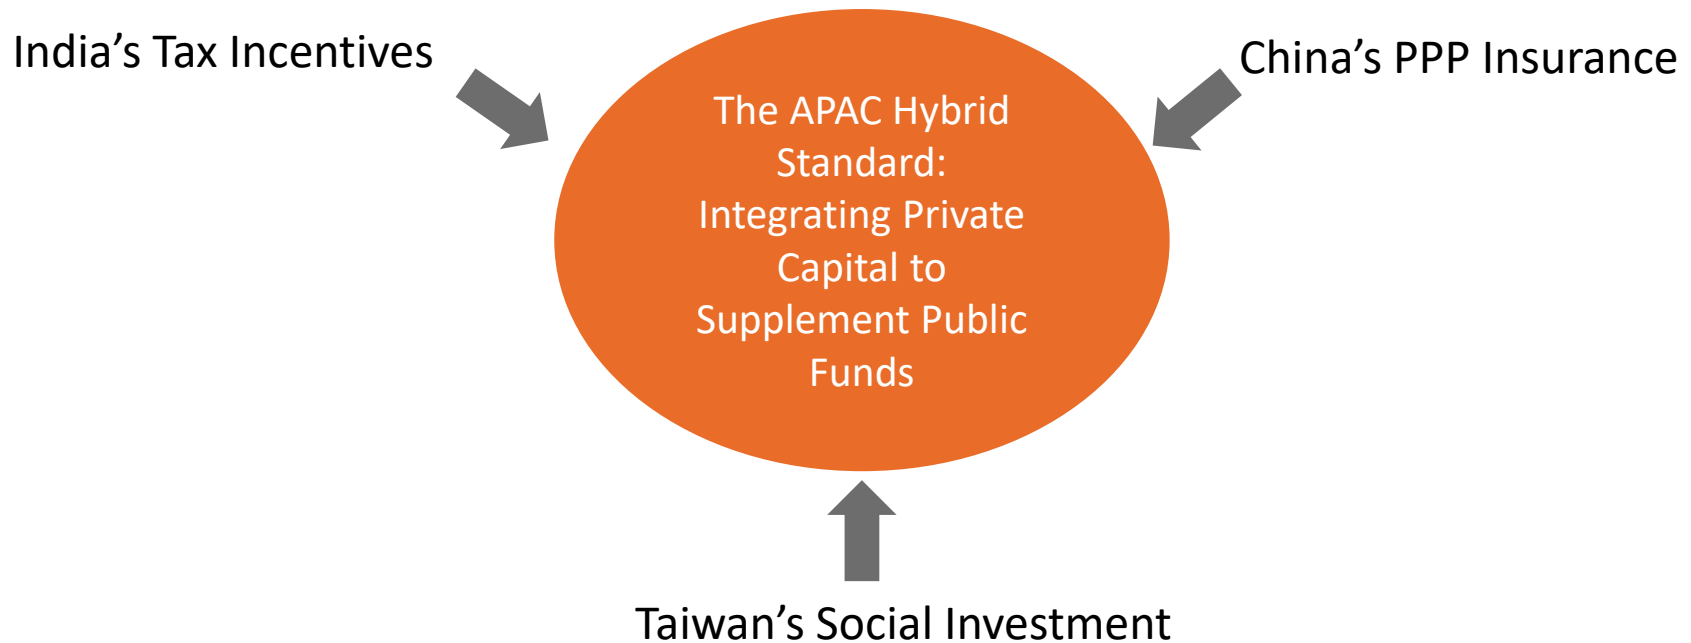 India’s Tax Incentives
China’s PPP Insurance
The APAC Hybrid
Standard:
Integrating Private
Capital to
Supplement Public
Funds
Taiwan’s Social Investment